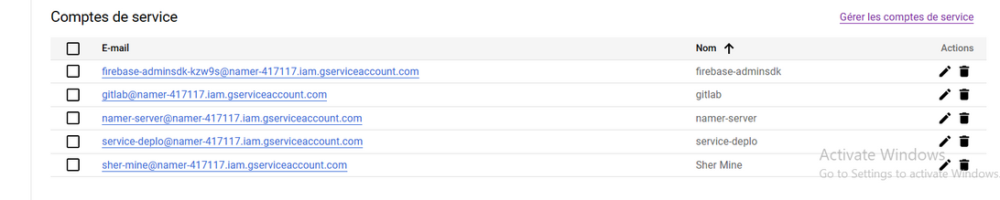 Comptes de service
Gérer les comptes de service
E-mail Nom Actions
firebase-adminsdk-kzw9s@namer-417117.iam.gserviceaccount.com firebase-adminsdk
gitlab@namer-417117.iam.gserviceaccount.com gitlab
namer-server@namer-417117.iam.gserviceaccount.com namer-server
service-deplo@namer-417117.iam.gserviceaccount.com service-deplo
sher-mine@namer-417117.iam.gserviceaccount.com Sher Mine
Activate Windows
Go to Settings to activate Windows